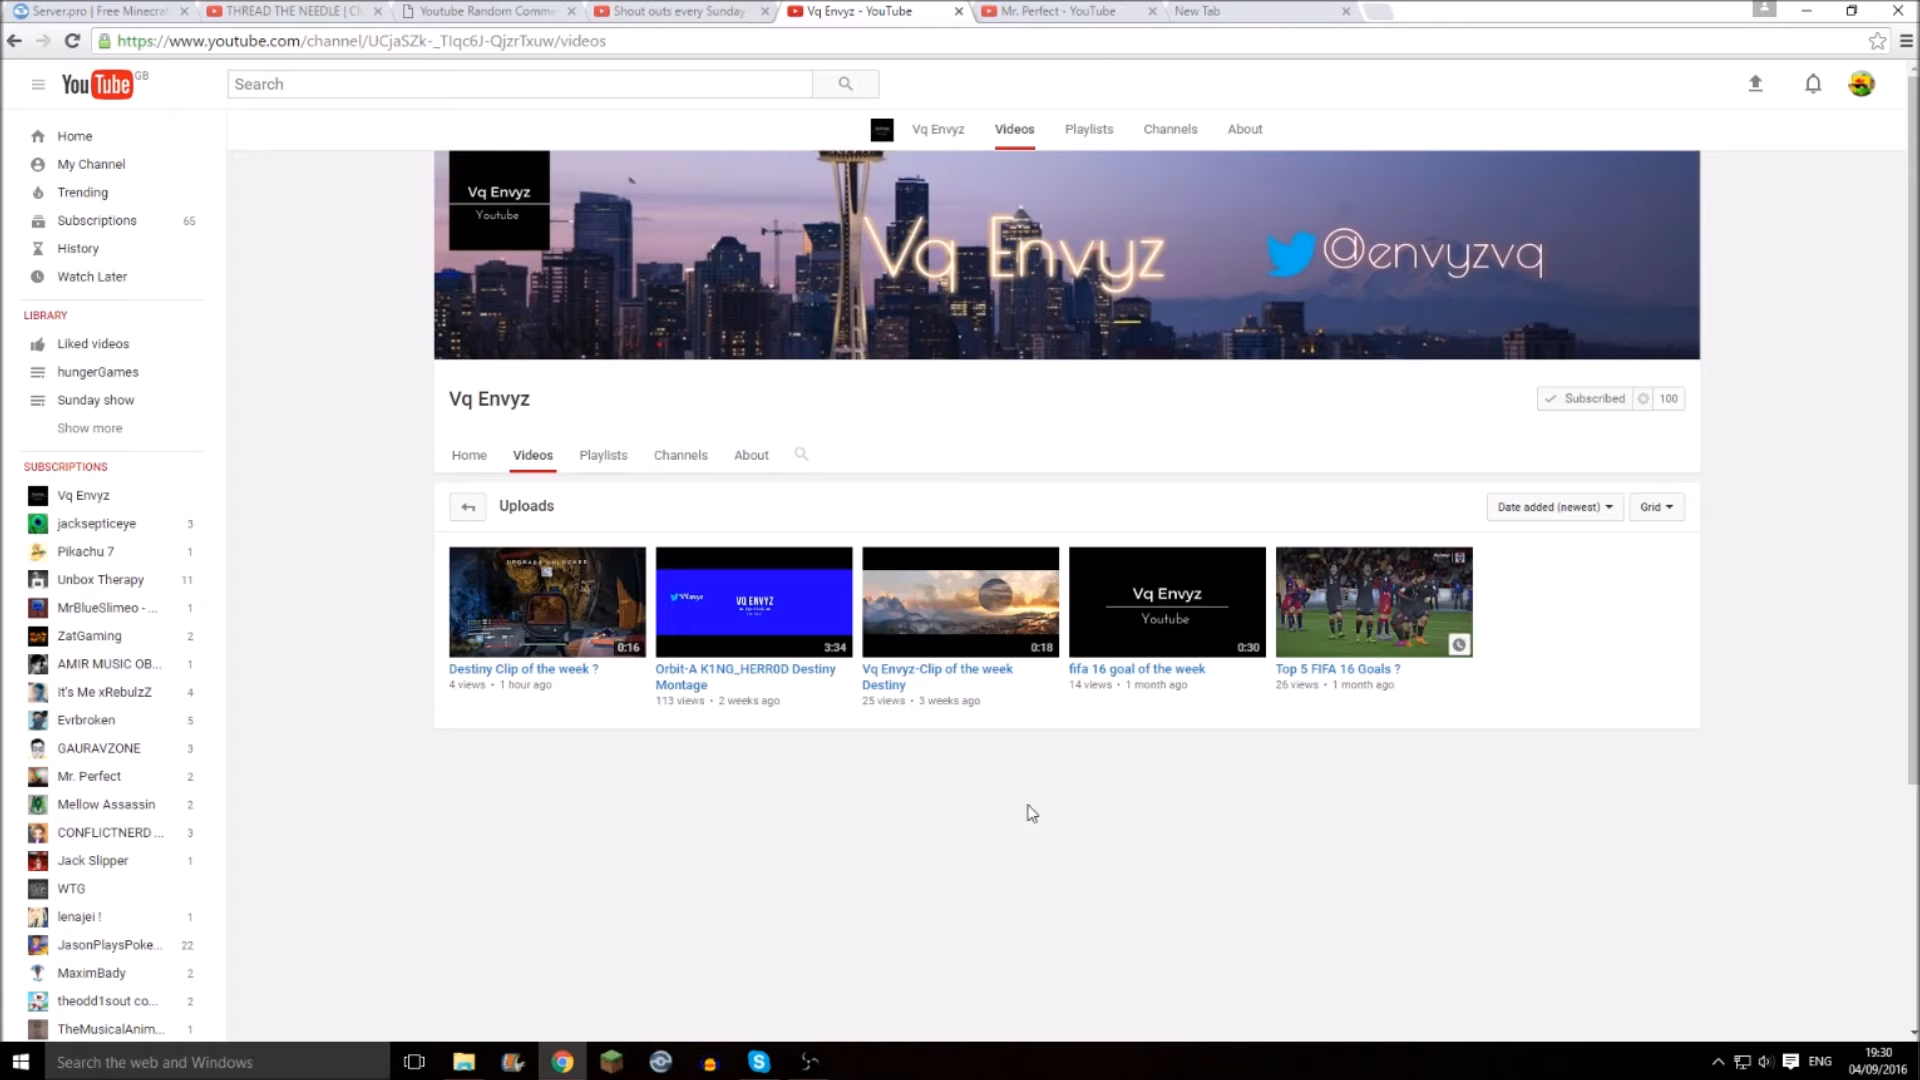 Server.pro | Free Minecraf
THREAD THE NEEDLE | Cl
Youtube Random Comme
Shout outs every Sunday
Vq Envyz - YouTube
Mr. Perfect - YouTube
New Tab
https://www.youtube.com/channel/UCjaSZk-_TIqc6J-QjzrTxuw/videos
YouTube GB
Search
Vq Envyz
Videos
Playlists
Channels
About
Home
My Channel
Trending
Subscriptions 65
History
Watch Later
LIBRARY
Liked videos
hungerGames
Sunday show
Show more
SUBSCRIPTIONS
Vq Envyz
jacksepticeye 3
Pikachu 7 1
Unbox Therapy 11
MrBlueSlimeo - ... 1
ZatGaming 2
AMIR MUSIC OB... 1
It's Me xRebulzZ 4
Evrbroken 5
GAURAVZONE 3
Mr. Perfect 2
Mellow Assassin 2
CONFLICTNERD ... 3
Jack Slipper 1
WTG
lenajei ! 1
JasonPlaysPoke... 22
MaximBady 2
theodd1sout co... 2
TheMusicalAnim... 1
Vq Envyz
Youtube
Vq Envyz
@envyzvq
Vq Envyz
Subscribed 100
Home
Videos
Playlists
Channels
About
Uploads
Date added (newest)
Grid
UPGRADE UNLOCKED
0:16
Destiny Clip of the week ?
4 views • 1 hour ago
VQ ENVYZ
3:34
Orbit-A K1NG_HERR0D Destiny
Montage
113 views • 2 weeks ago
0:18
Vq Envyz-Clip of the week
Destiny
25 views • 3 weeks ago
Vq Envyz
Youtube
0:30
fifa 16 goal of the week
14 views • 1 month ago
Top 5 FIFA 16 Goals ?
26 views • 1 month ago
Search the web and Windows
ENG
19:30
04/09/2016